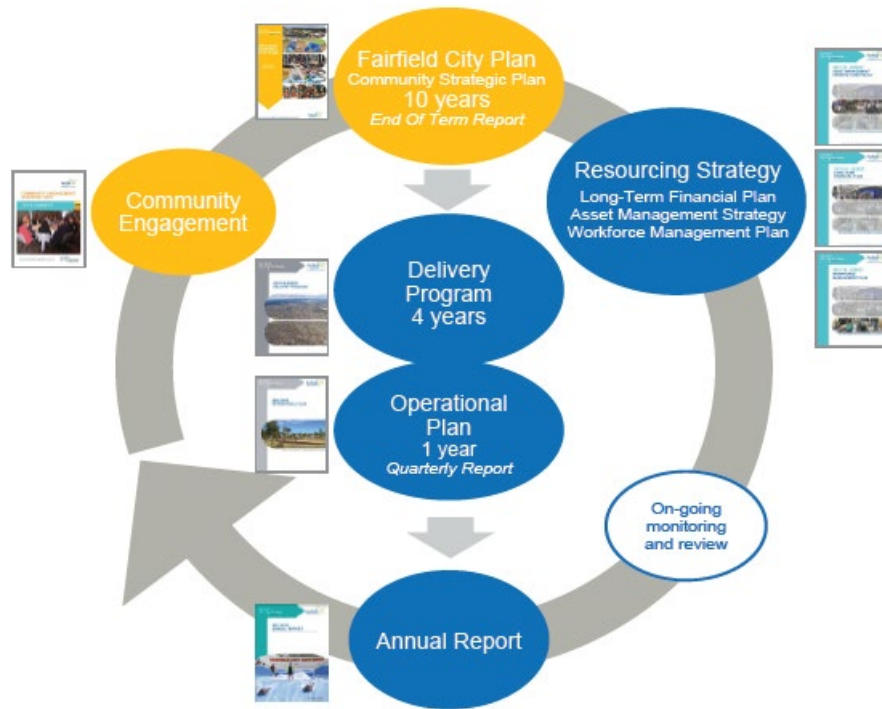 Fairfield City Plan
Community Strategic Plan
10 years
End Of Term Report
Community
Engagement
Resourcing Strategy
Long-Term Financial Plan
Asset Management Strategy
Workforce Management Plan
Delivery
Program
4 years
Operational
Plan
1 year
Quarterly Report
On-going
monitoring
and review
Annual Report